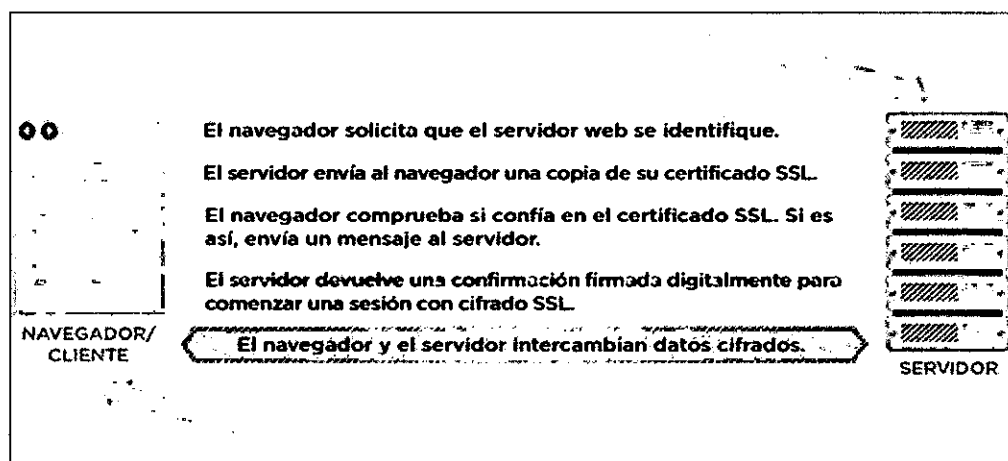 El navegador solicita que el servidor web se identifique.
El servidor envía al navegador una copia de su certificado SSL.
El navegador comprueba si confía en el certificado SSL. Si es
así, envía un mensaje al servidor.
El servidor devuelve una confirmación firmada digitalmente para
comenzar una sesión con cifrado SSL.
El navegador y el servidor intercambian datos cifrados.
NAVEGADOR/
CLIENTE
SERVIDOR